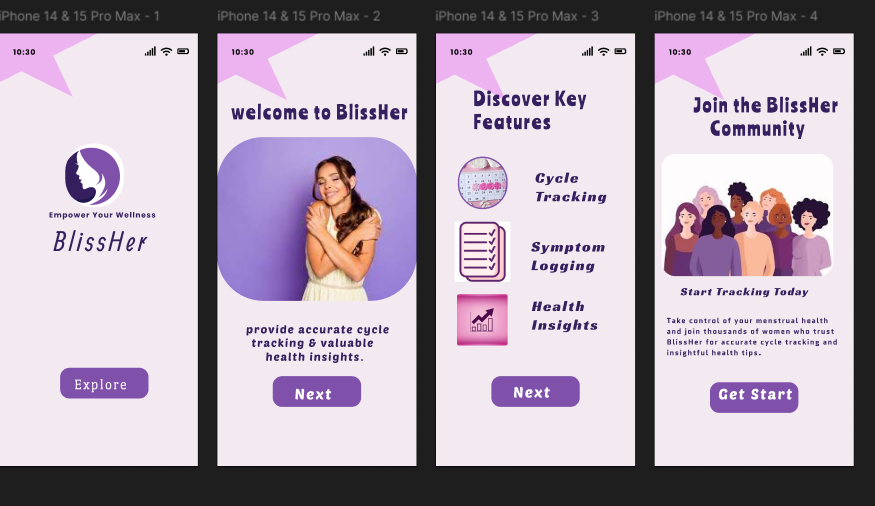 iPhone 14 & 15 Pro Max - 1
10:30
Empower Your Wellness
BlissHer
Explore
iPhone 14 & 15 Pro Max - 2
10:30
welcome to BlissHer
provide accurate cycle
tracking & valuable
health insights.
Next
iPhone 14 & 15 Pro Max - 3
10:30
Discover Key
Features
Cycle
Tracking
Symptom
Logging
Health
Insights
Next
iPhone 14 & 15 Pro Max - 4
10:30
Join the BlissHer
Community
Start Tracking Today
Take control of your menstrual health
and join thousands of women who trust
BlissHer for accurate cycle tracking and
insightful health tips.
Get Start